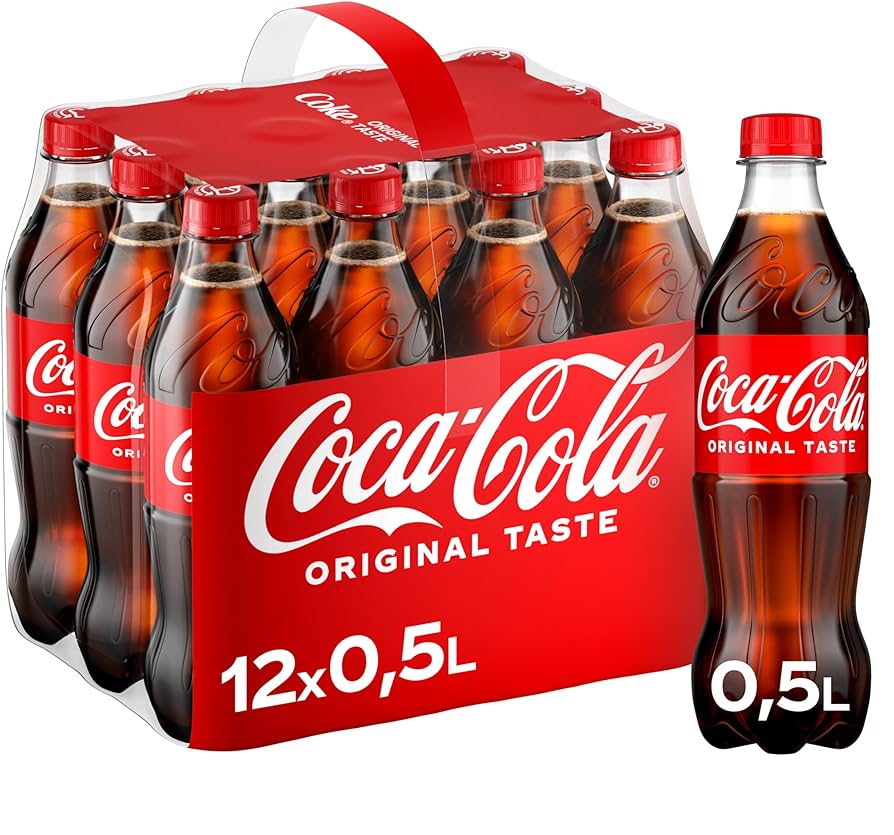 Coke®
ORIGINAL
TASTE
Coca-Cola®
ORIGINAL TASTE
12x0,5L
Coca-Cola®
ORIGINAL TASTE
0,5L